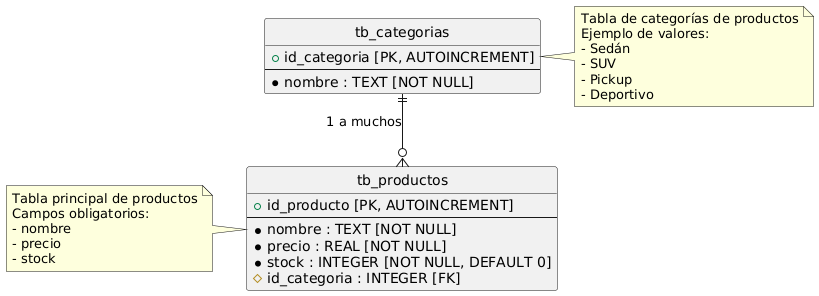 tb_categorias
id_categoria [PK, AUTOINCREMENT]
nombre : TEXT [NOT NULL]
Tabla de categorías de productos
Ejemplo de valores:
- Sedán
- SUV
- Pickup
- Deportivo
1 a muchos
Tabla principal de productos
Campos obligatorios:
- nombre
- precio
- stock
tb_productos
id_producto [PK, AUTOINCREMENT]
nombre : TEXT [NOT NULL]
precio : REAL [NOT NULL]
stock : INTEGER [NOT NULL, DEFAULT 0]
id_categoria : INTEGER [FK]